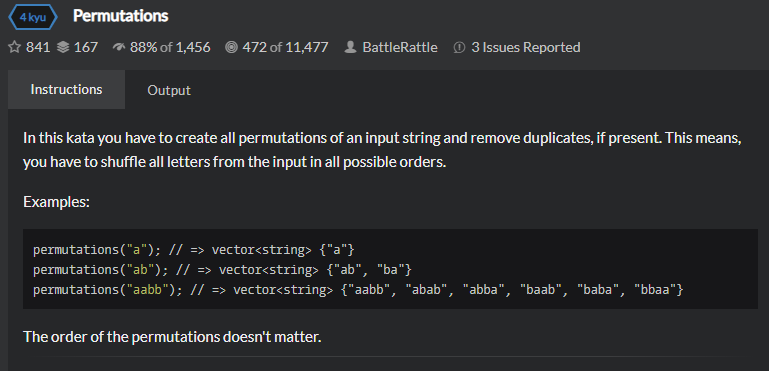 4 kyu Permutations
841 167 88% of 1,456 472 of 11,477 BattleRattle 3 Issues Reported
Instructions Output
In this kata you have to create all permutations of an input string and remove duplicates, if present. This means,
you have to shuffle all letters from the input in all possible orders.
Examples:
permutations("a"); // => vector<string> {"a"}
permutations("ab"); // => vector<string> {"ab", "ba"}
permutations("aabb"); // => vector<string> {"aabb", "abab", "abba", "baab", "baba", "bbaa"}
The order of the permutations doesn't matter.